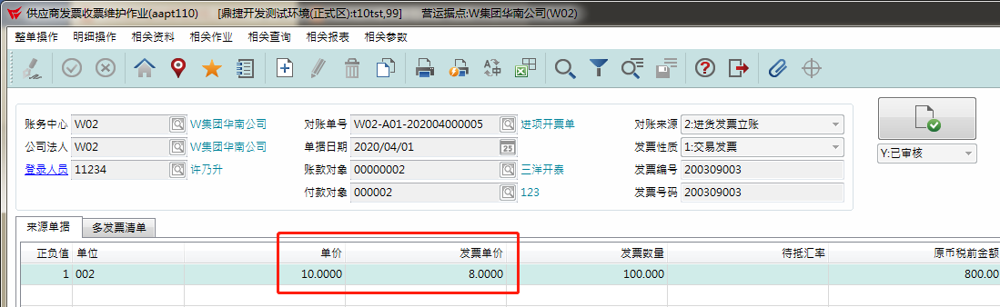 供应商发票收票维护作业(aapt110) [鼎捷开发测试环境(正式区):t10tst,99] 营运据点:W集团华南公司(W02)
整单操作 明细操作 相关资料 相关作业 相关查询 相关报表 相关参数
账务中心 W02 W集团华南公司 对账单号 W02-A01-202004000005 进项开票单 对账来源 2:进货发票立账
公司法人 W02 W集团华南公司 单据日期 2020/04/01 25 发票性质 1:交易发票 Y:已审核
登录人员 11234 许乃升 账款对象 00000002 三洋开泰 发票编号 200309003
付款对象 000002 123 发票号码 200309003
来源单据 多发票清单
正负值 单位 单价 发票单价 发票数量 待抵汇率 原币税前金额
1 002 10.0000 8.0000 100.000 800.00